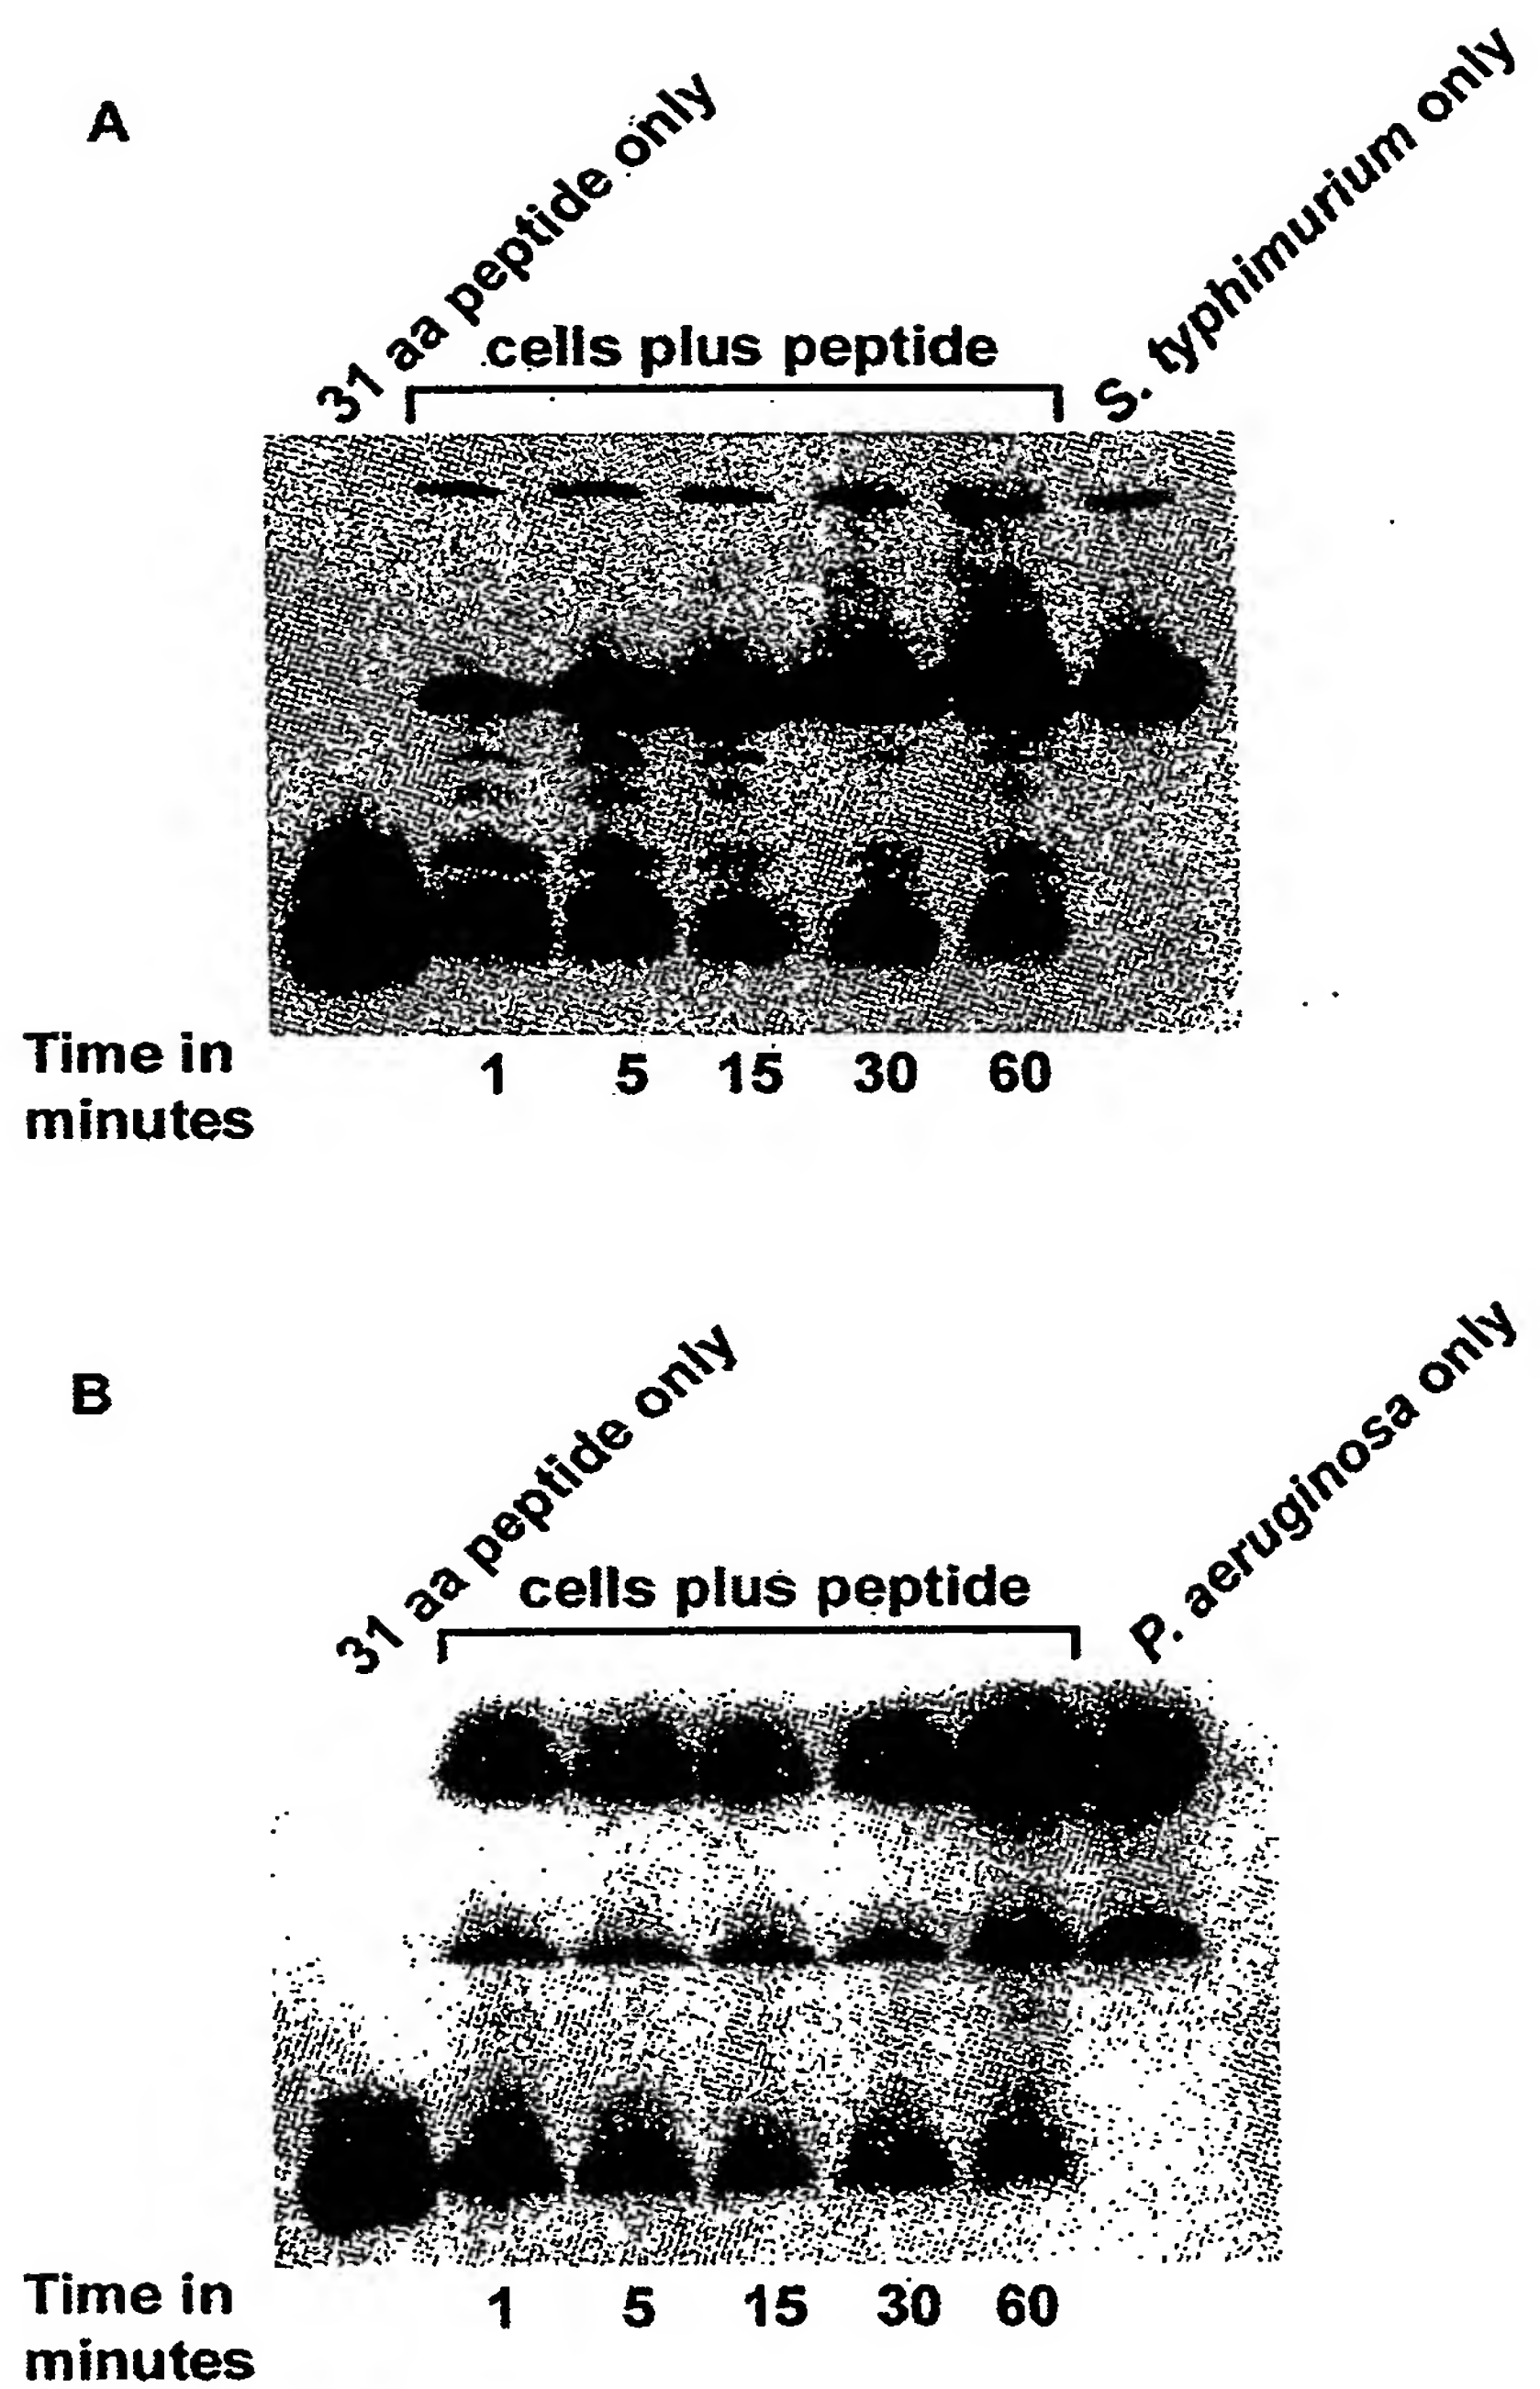 A
31 aa peptide only
cells plus peptide
S. typhimurium only
Time in
minutes
1 5 15 30 60
B
31 aa peptide only
cells plus peptide
P. aeruginosa only
Time in
minutes
1 5 15 30 60